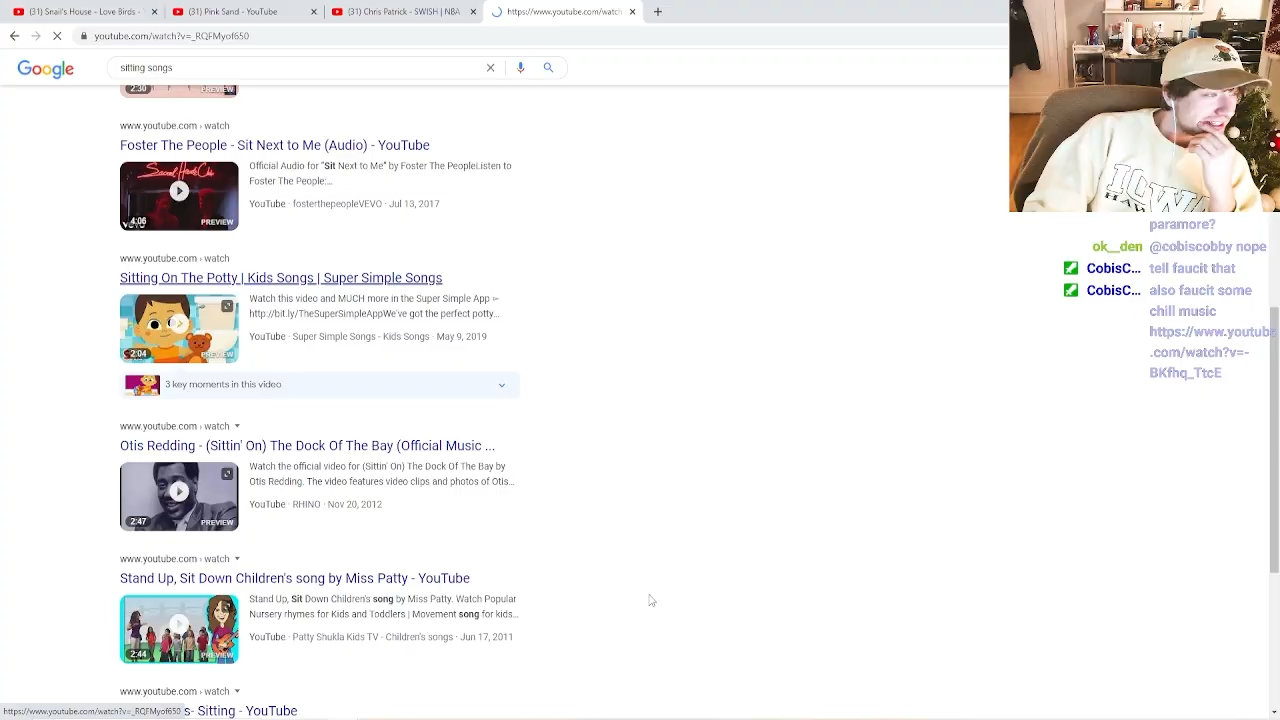 (31) Snail's House - Love Birds -
(31) Pink Sand - YouTube
(31) Chris Patrick - SWISH! NBA
https://www.youtube.com/watch
youtube.com/watch?v=_RQFMyof650
Google
sitting songs
2:30
PREVIEW
www.youtube.com › watch
Foster The People - Sit Next to Me (Audio) - YouTube
Official Audio for “Sit Next to Me” by Foster The PeopleListen to
Foster The People:...
YouTube · fosterthepeopleVEVO · Jul 13, 2017
4:06
PREVIEW
www.youtube.com › watch
Sitting On The Potty | Kids Songs | Super Simple Songs
Watch this video and MUCH more in the Super Simple App ►
http://bit.ly/TheSuperSimpleAppWe've got the perfect potty...
YouTube · Super Simple Songs - Kids Songs · May 9, 2019
2:04
PREVIEW
3 key moments in this video
www.youtube.com › watch
Otis Redding - (Sittin' On) The Dock Of The Bay (Official Music ...
Watch the official video for (Sittin' On) The Dock Of The Bay by
Otis Redding. The video features video clips and photos of Otis...
YouTube · RHINO · Nov 20, 2012
2:47
PREVIEW
www.youtube.com › watch
Stand Up, Sit Down Children's song by Miss Patty - YouTube
Stand Up, Sit Down Children's song by Miss Patty. Watch Popular
Nursery rhymes for Kids and Toddlers | Movement song for kids...
YouTube · Patty Shukla Kids TV - Children's songs · Jun 17, 2011
2:44
PREVIEW
www.youtube.com › watch
s- Sitting - YouTube
https://www.youtube.com/watch?v=_RQFMyof650
paramore?
ok__den @cobiscobby nope
CobisC... tell faucit that
CobisC... also faucit some
chill music
https://www.youtube
.com/watch?v=-
BKfhq_TtcE